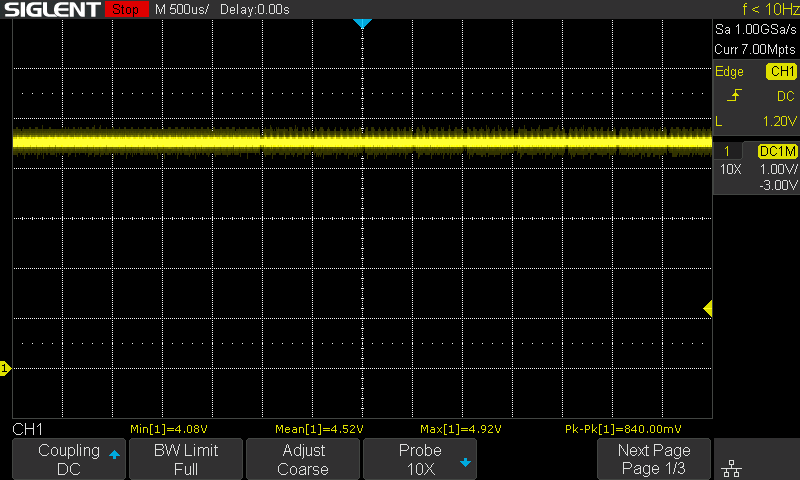 SIGLENT Stop M 500us/ Delay:0.00s f < 10Hz
Sa 1.00GSa/s
Curr 7.00Mpts
Edge CH1
DC
L 1.20V
1 DC1M
10X 1.00V/
-3.00V
1
CH1 Min[1]=4.08V Mean[1]=4.52V Max[1]=4.92V Pk-Pk[1]=840.00mV
Coupling BW Limit Adjust Probe Next Page
DC Full Coarse 10X Page 1/3